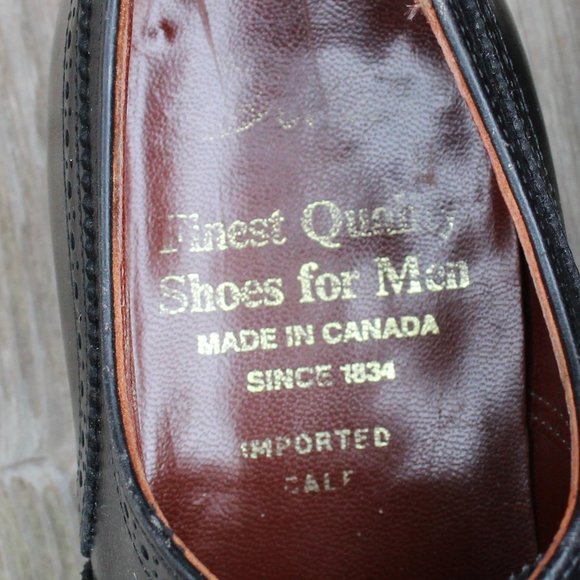 Finest Quality
Shoes for Men
MADE IN CANADA
SINCE 1834
IMPORTED
CALF